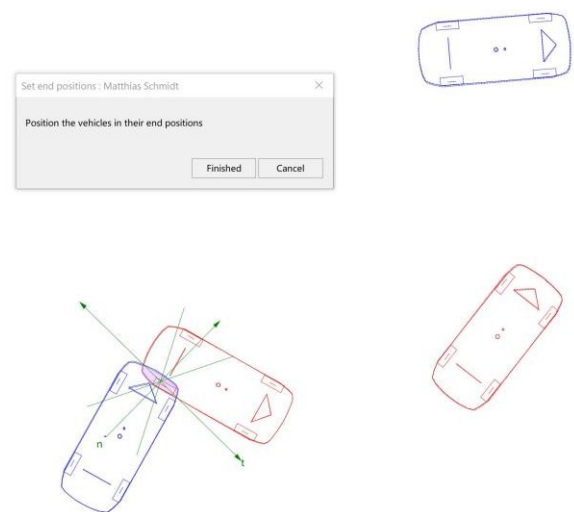 Set end positions : Matthias Schmidt
Position the vehicles in their end positions
Finished
Cancel
n
t